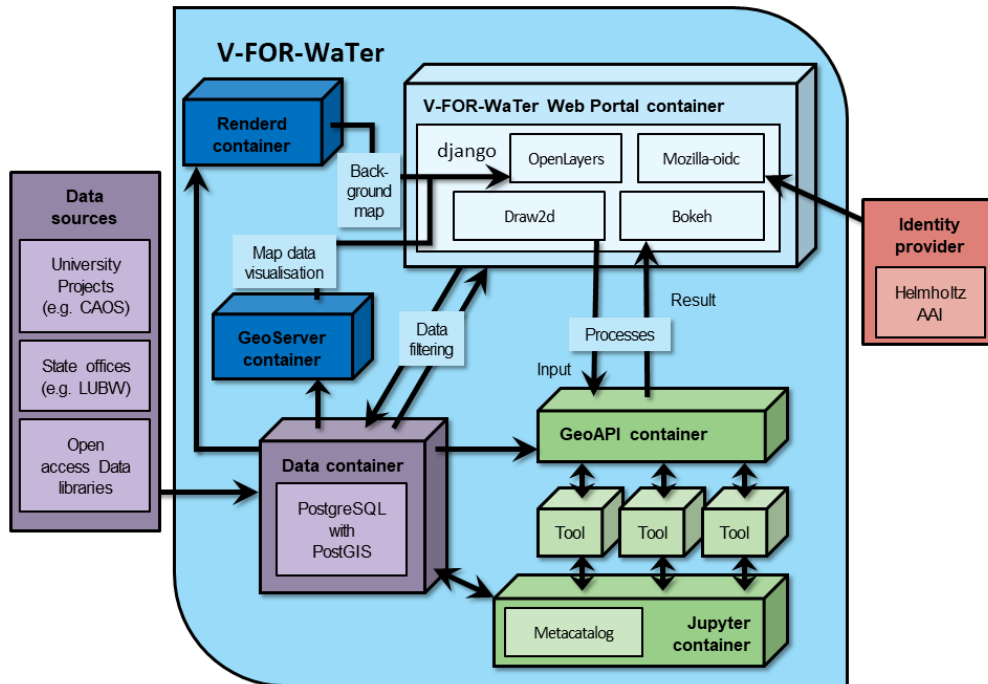 V-FOR-WaTer
Renderd
container
V-FOR-WaTer Web Portal container
django
OpenLayers
Mozilla-oidc
Draw2d
Bokeh
Back-
ground
map
Map data
visualisation
Data
sources
University
Projects
(e.g. CAOS)
State offices
(e.g. LUBW)
Open
access Data
libraries
Identity
provider
Helmholtz
AAI
GeoServer
container
Data
filtering
Result
Processes
Input
GeoAPI container
Data container
PostgreSQL
with
PostGIS
Tool
Tool
Tool
Metacatalog
Jupyter
container